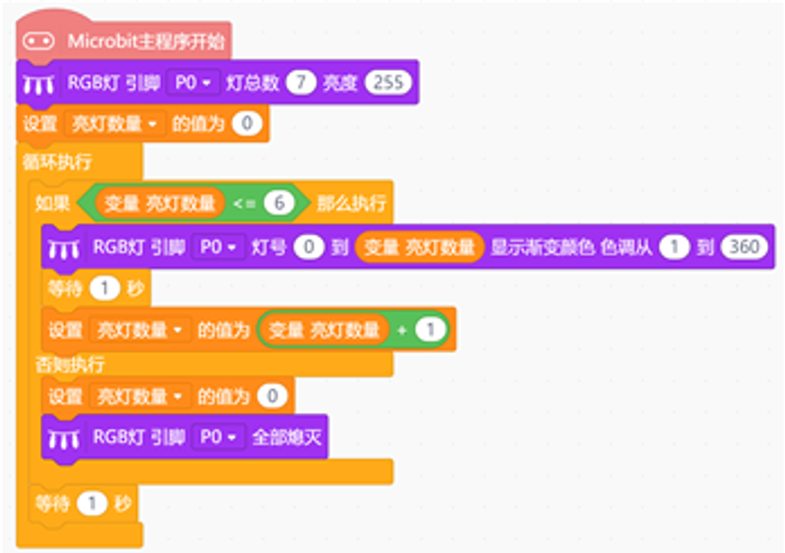 Microbit主程序开始
RGB灯 引脚 P0 灯总数 7 亮度 255
设置 亮灯数量 的值为 0
循环执行
如果 变量 亮灯数量 <= 6 那么执行
RGB灯 引脚 P0 灯号 0 到 变量 亮灯数量 显示渐变颜色 色调从 1 到 360
等待 1 秒
设置 亮灯数量 的值为 变量 亮灯数量 + 1
否则执行
设置 亮灯数量 的值为 0
RGB灯 引脚 P0 全部熄灭
等待 1 秒